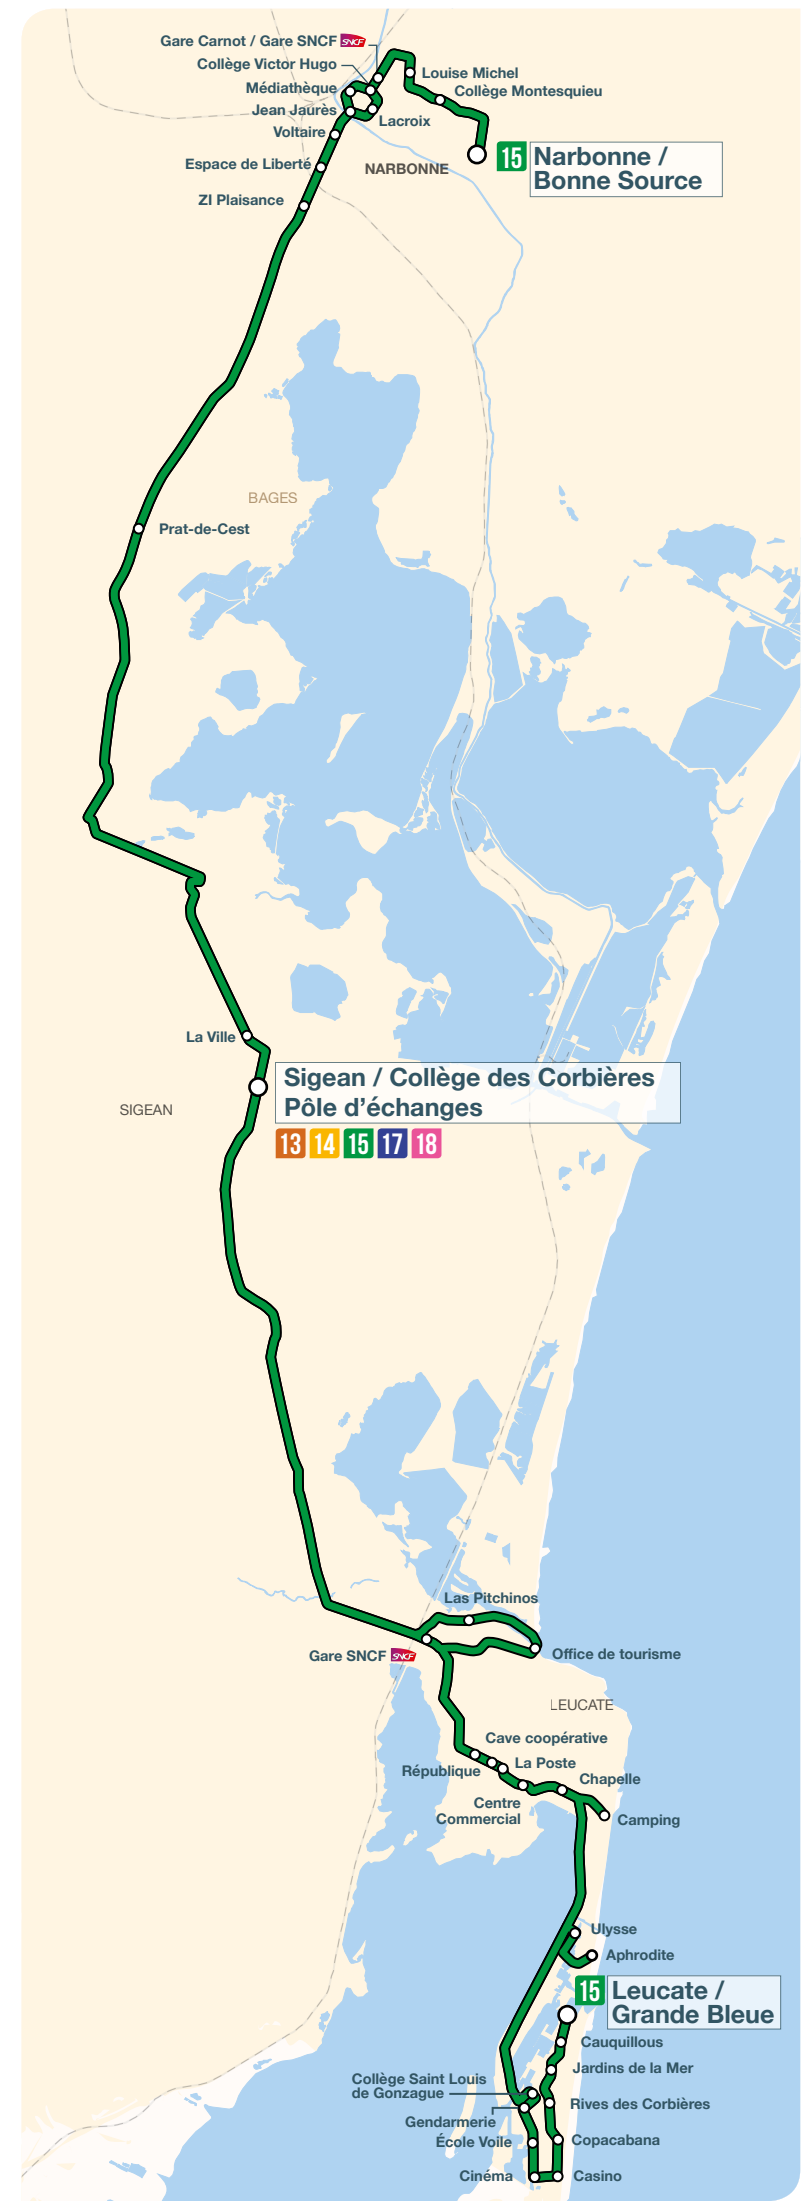 Gare Carnot / Gare SNCF SNCF
Collège Victor Hugo
Louise Michel
Médiathèque
Collège Montesquieu
Jean Jaurès
Lacroix
Voltaire
15 Narbonne /
Bonne Source
Espace de Liberté
NARBONNE
ZI Plaisance
BAGES
Prat-de-Cest
La Ville
Sigean / Collège des Corbières
Pôle d’échanges
SIGEAN
13 14 15 17 18
Las Pitchinos
Gare SNCF SNCF
Office de tourisme
LEUCATE
Cave coopérative
La Poste
République
Chapelle
Centre
Commercial
Camping
Ulysse
Aphrodite
15 Leucate /
Grande Bleue
Cauquillous
Jardins de la Mer
Collège Saint Louis
de Gonzague
Rives des Corbières
Gendarmerie
École Voile
Copacabana
Cinéma
Casino